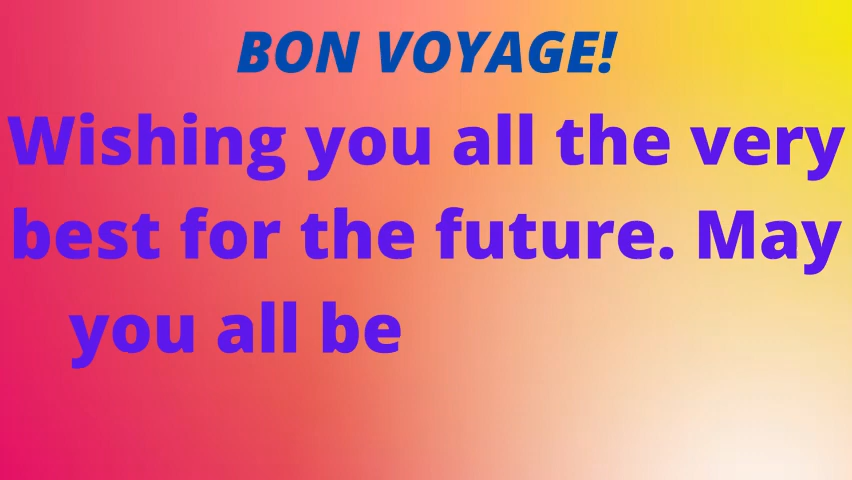 BON VOYAGE!
Wishing you all the very
best for the future. May
you all be